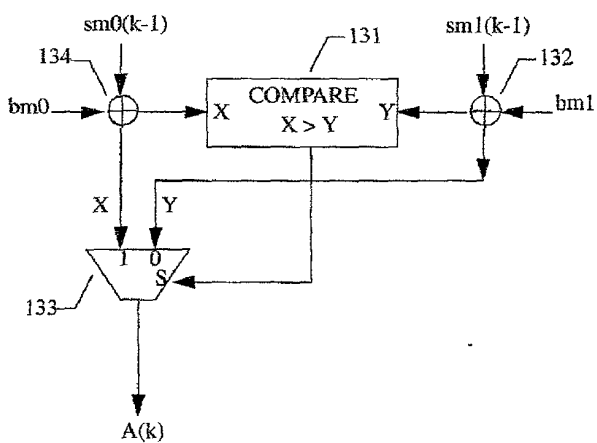 sm0(k-1)
131
sm1(k-1)
134
132
bm0
COMPARE
bm1
X
X > Y
Y
X
Y
1
0
S
133
A(k)